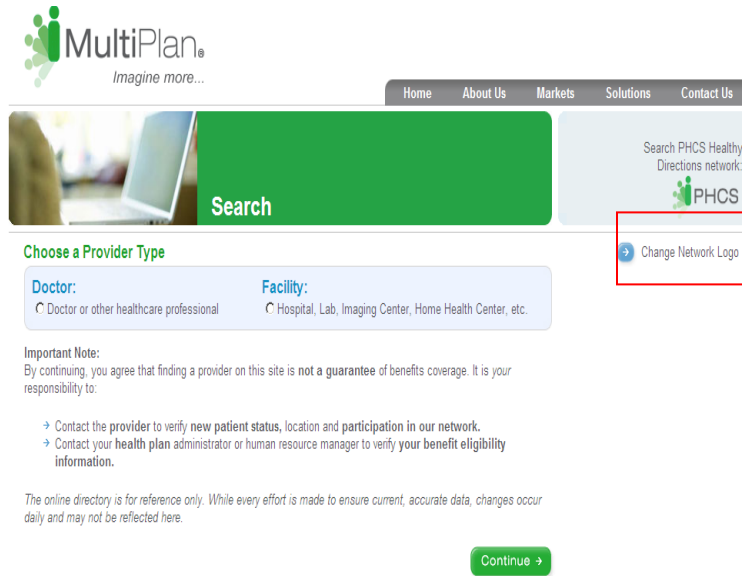 MultiPlan®
Imagine more...
Home About Us Markets Solutions Contact Us
Search
Search PHCS Healthy
Directions network:
PHCS
Change Network Logo
Choose a Provider Type
Doctor: Facility:
Doctor or other healthcare professional Hospital, Lab, Imaging Center, Home Health Center, etc.
Important Note:
By continuing, you agree that finding a provider on this site is not a guarantee of benefits coverage. It is your
responsibility to:
Contact the provider to verify new patient status, location and participation in our network.
Contact your health plan administrator or human resource manager to verify your benefit eligibility
information.
The online directory is for reference only. While every effort is made to ensure current, accurate data, changes occur
daily and may not be reflected here.
Continue